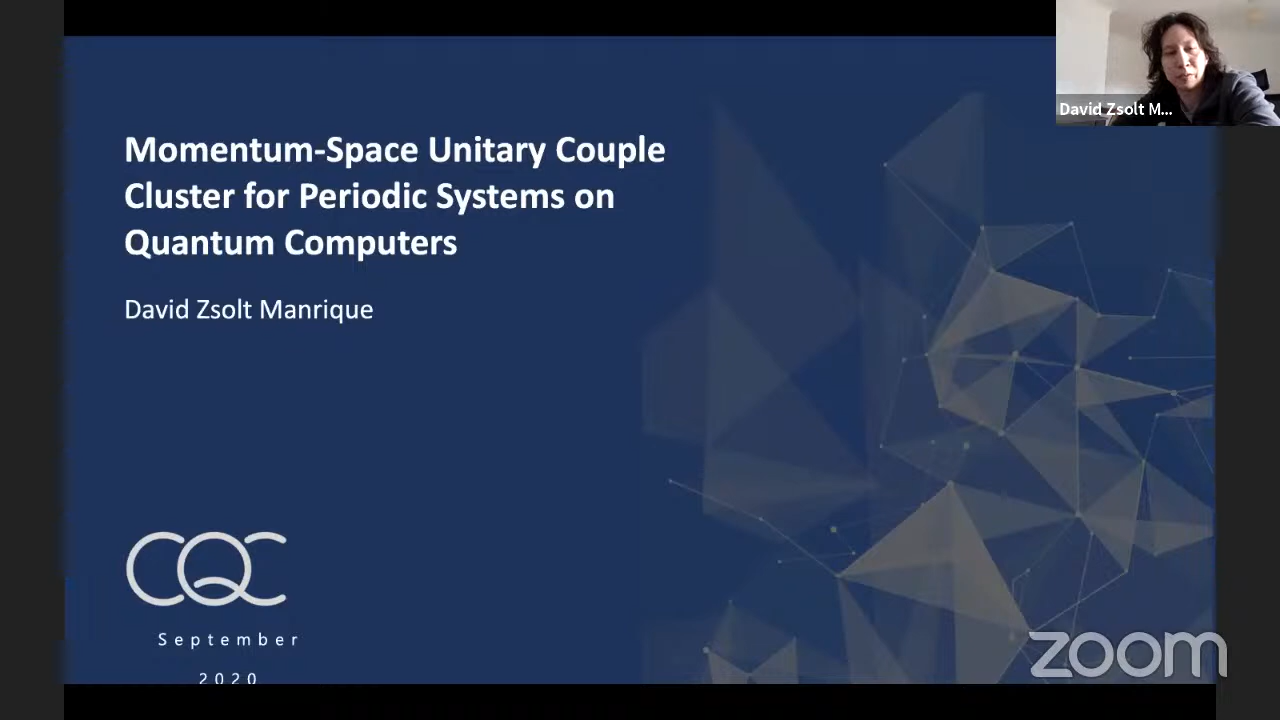 Momentum-Space Unitary Couple
Cluster for Periodic Systems on
Quantum Computers
David Zsolt Manrique
CQC
September
2020
David Zsolt M...
zoom